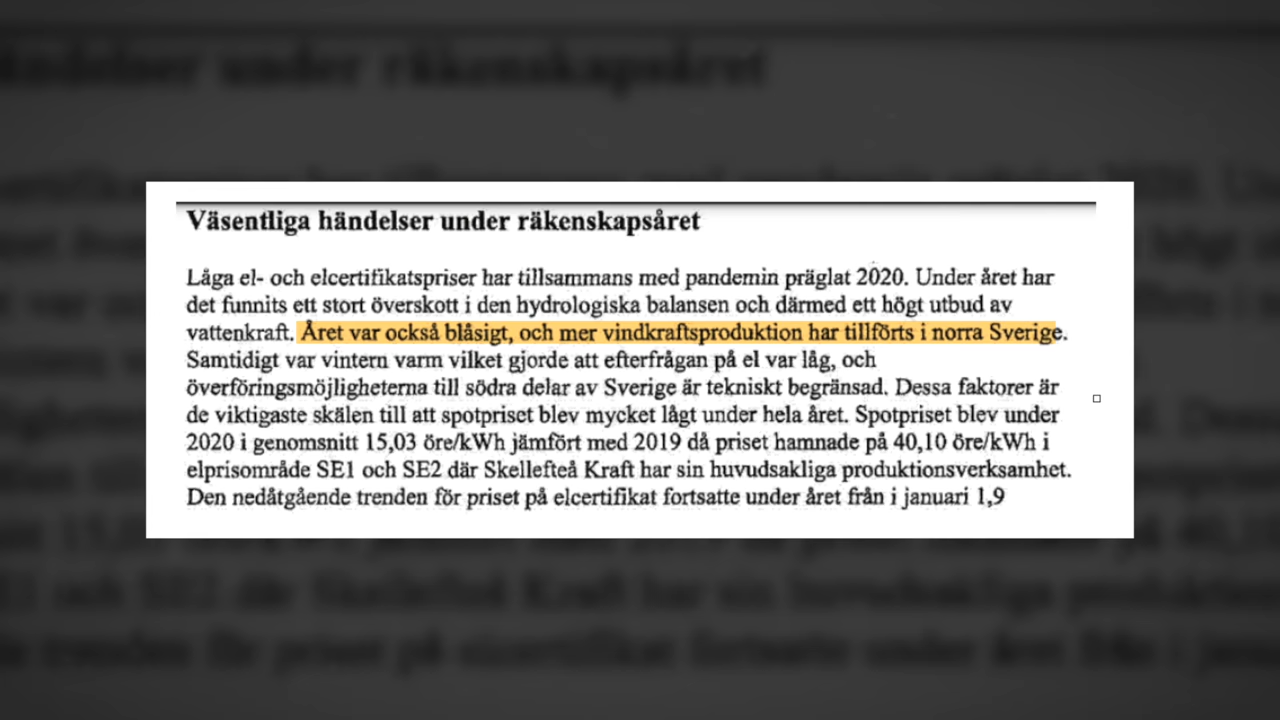 Väsentliga händelser under räkenskapsåret
Låga el- och elcertifikatspriser har tillsammans med pandemin präglat 2020. Under året har
det funnits ett stort överskott i den hydrologiska balansen och därmed ett högt utbud av
vattenkraft. Året var också blåsigt, och mer vindkraftsproduktion har tillförts i norra Sverige.
Samtidigt var vintern varm vilket gjorde att efterfrågan på el var låg, och
överföringsmöjligheterna till södra delar av Sverige är tekniskt begränsad. Dessa faktorer är
de viktigaste skälen till att spotpriset blev mycket lågt under hela året. Spotpriset blev under
2020 i genomsnitt 15,03 öre/kWh jämfört med 2019 då priset hamnade på 40,10 öre/kWh i
elprisområde SE1 och SE2 där Skellefteå Kraft har sin huvudsakliga produktionsverksamhet.
Den nedåtgående trenden för priset på elcertifikat fortsatte under året från i januari 1,9